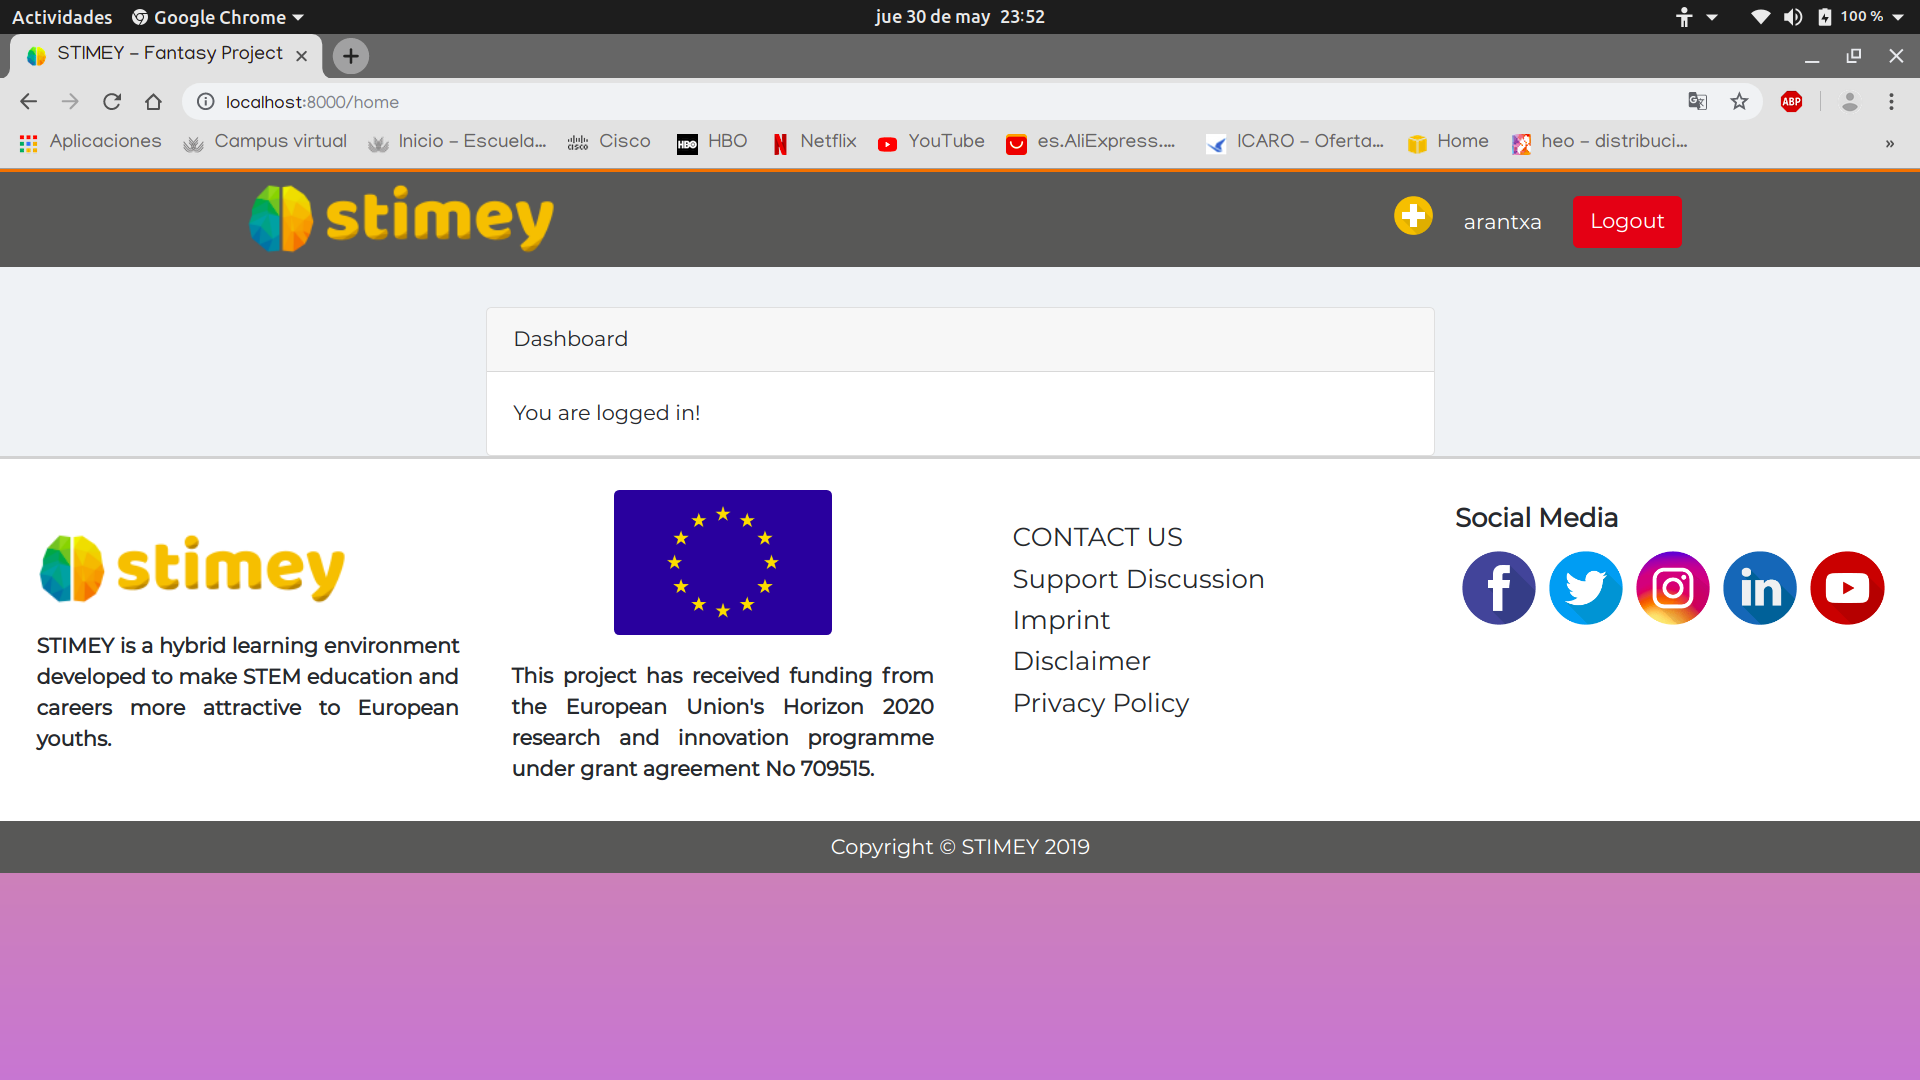 Actividades Google Chrome jue 30 de may 23:52 100 %
STIMEY – Fantasy Project
localhost:8000/home ABP
Aplicaciones Campus virtual Inicio – Escuela... cisco Cisco HBO HBO Netflix YouTube es.AliExpress.... ICARO – Oferta... Home heo – distribuci... »
stimey arantxa Logout
Dashboard
You are logged in!
stimey
STIMEY is a hybrid learning environment
developed to make STEM education and
careers more attractive to European
youths.
This project has received funding from
the European Union's Horizon 2020
research and innovation programme
under grant agreement No 709515.
CONTACT US
Support Discussion
Imprint
Disclaimer
Privacy Policy
Social Media
f in
Copyright © STIMEY 2019